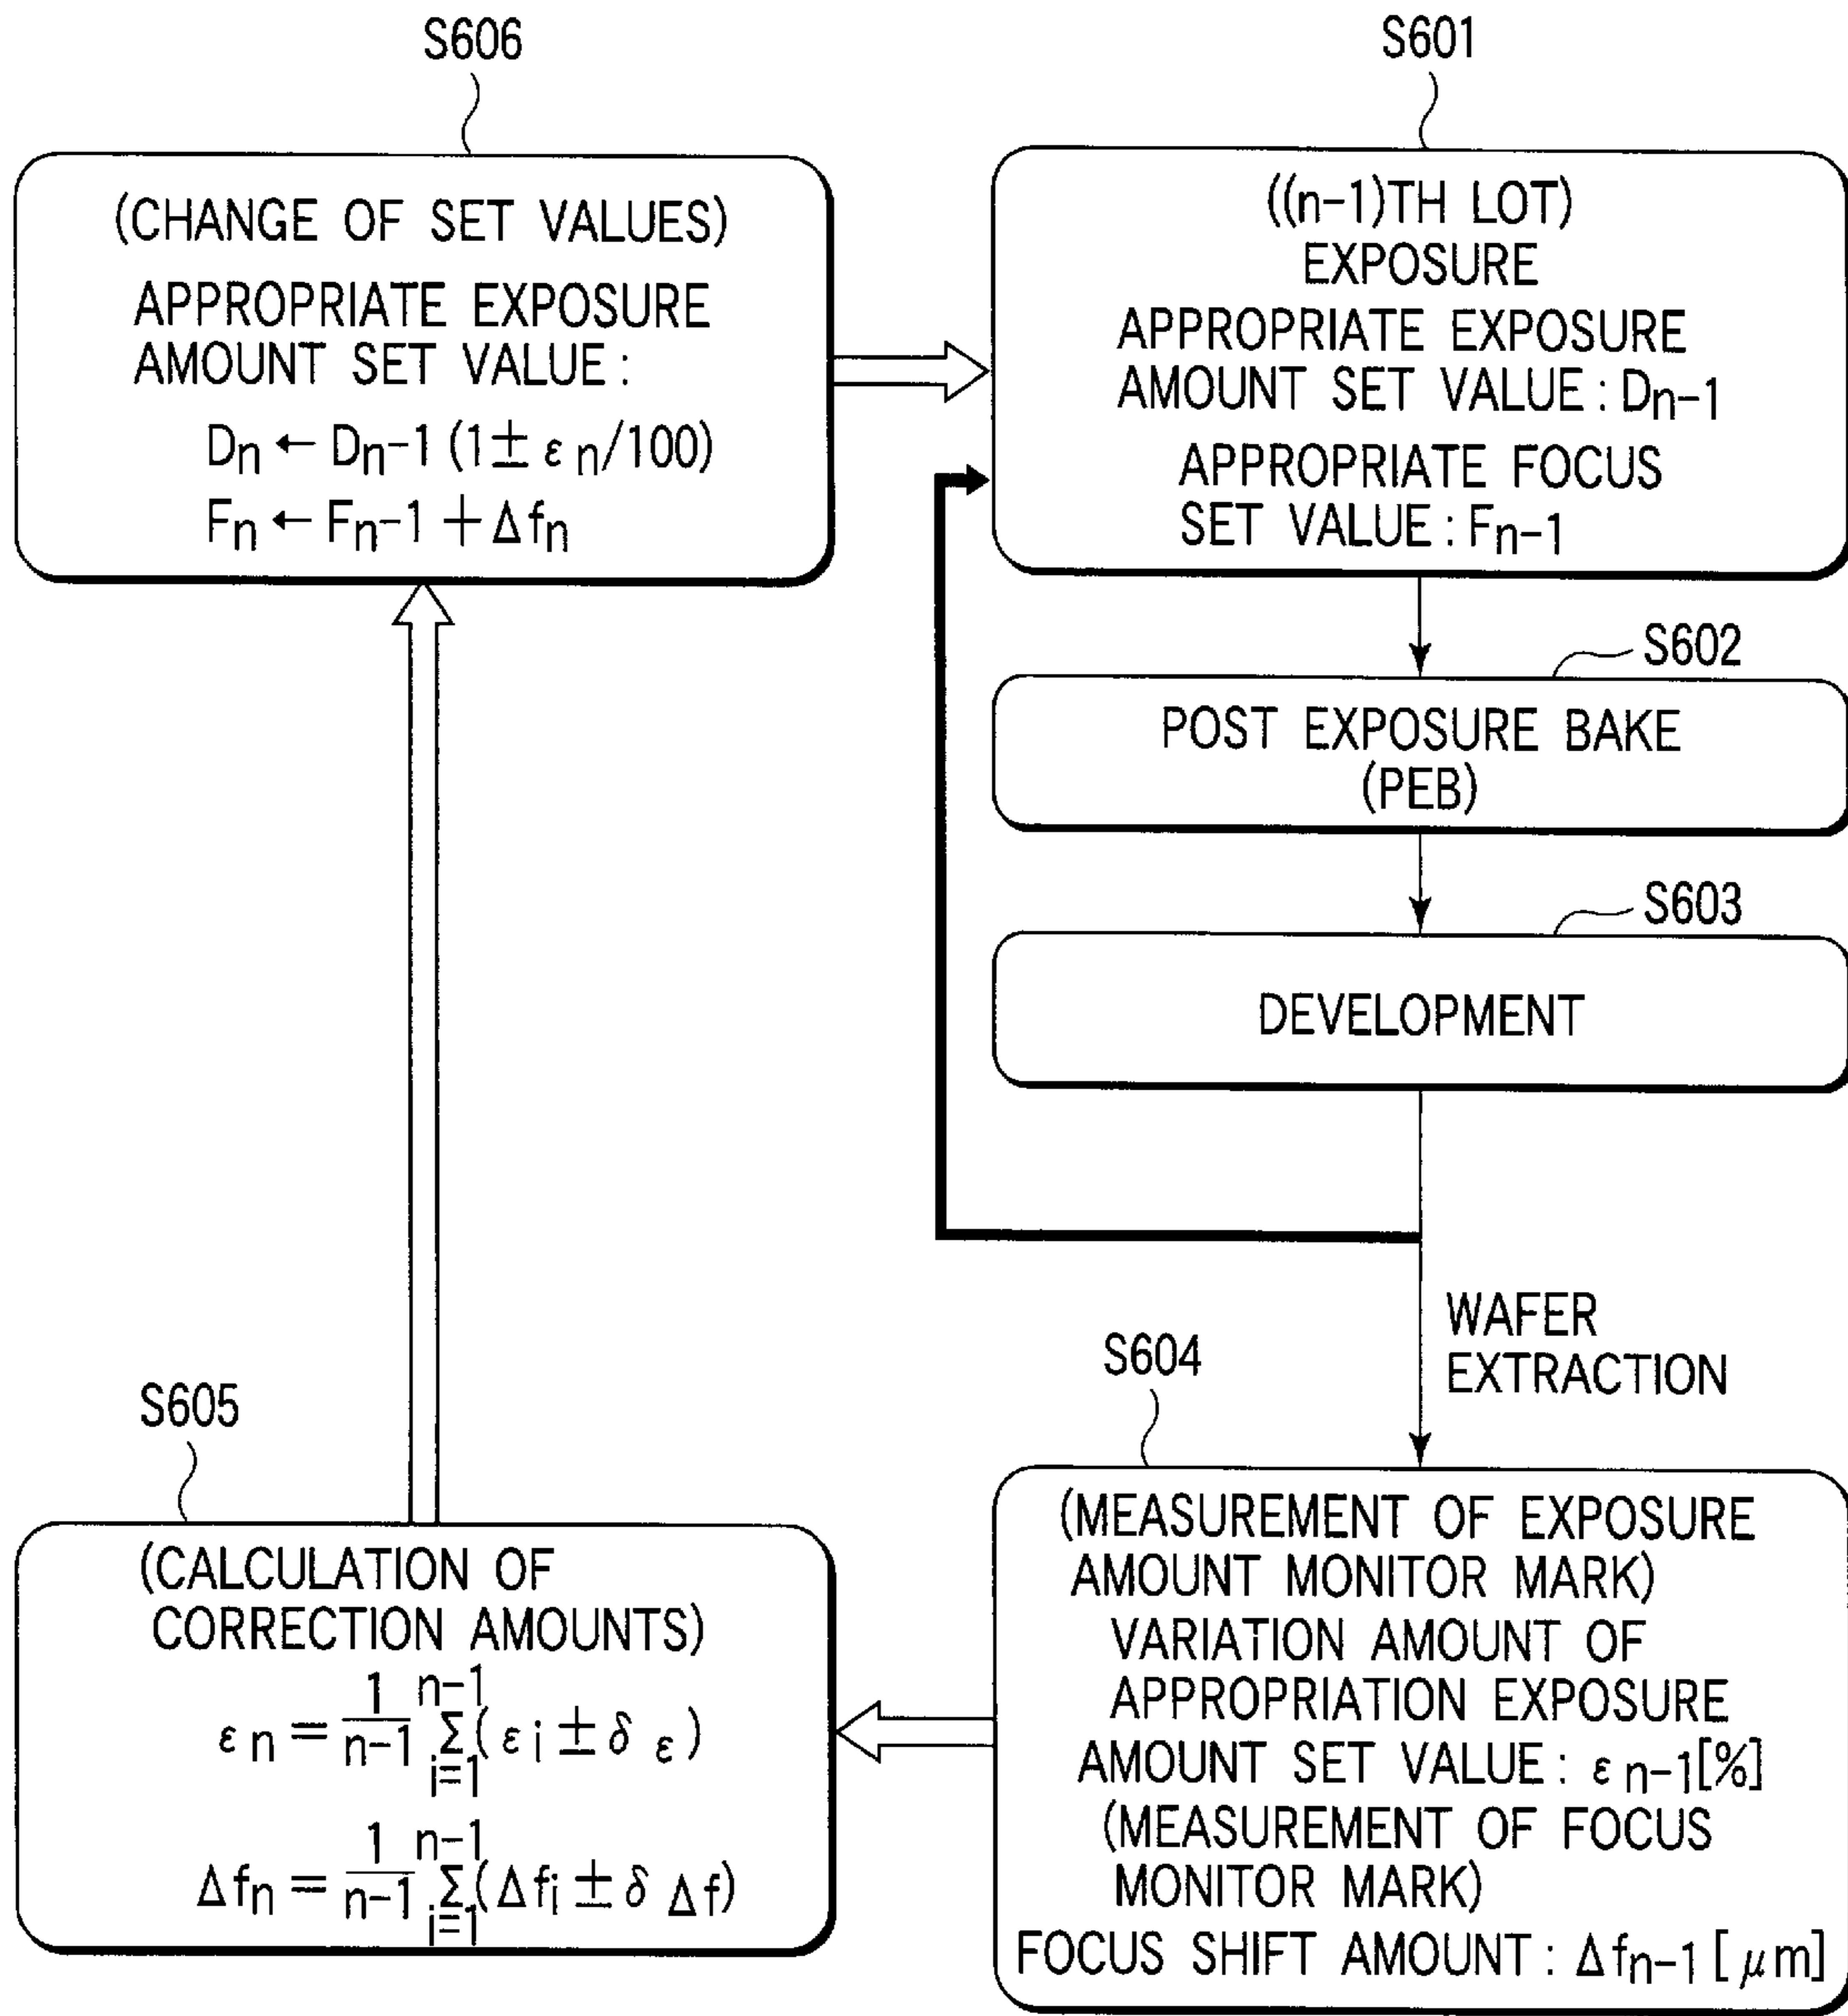 S606
(CHANGE OF SET VALUES)
APPROPRIATE EXPOSURE
AMOUNT SET VALUE :
Dn ← Dn-1 (1± εn/100)
Fn ← Fn-1 + Δfn
S601
((n-1)TH LOT)
EXPOSURE
APPROPRIATE EXPOSURE
AMOUNT SET VALUE : Dn-1
APPROPRIATE FOCUS
SET VALUE : Fn-1
S602
POST EXPOSURE BAKE
(PEB)
S603
DEVELOPMENT
WAFER
EXTRACTION
S604
(MEASUREMENT OF EXPOSURE
AMOUNT MONITOR MARK)
VARIATION AMOUNT OF
APPROPRIATION EXPOSURE
AMOUNT SET VALUE : εn-1[%]
(MEASUREMENT OF FOCUS
MONITOR MARK)
FOCUS SHIFT AMOUNT : Δfn-1 [μm]
S605
(CALCULATION OF
CORRECTION AMOUNTS)
εn = 1/n-1 n-1 Σ i=1 (εi ± δ ε)
Δfn = 1/n-1 n-1 Σ i=1 (Δfi ± δ Δf)